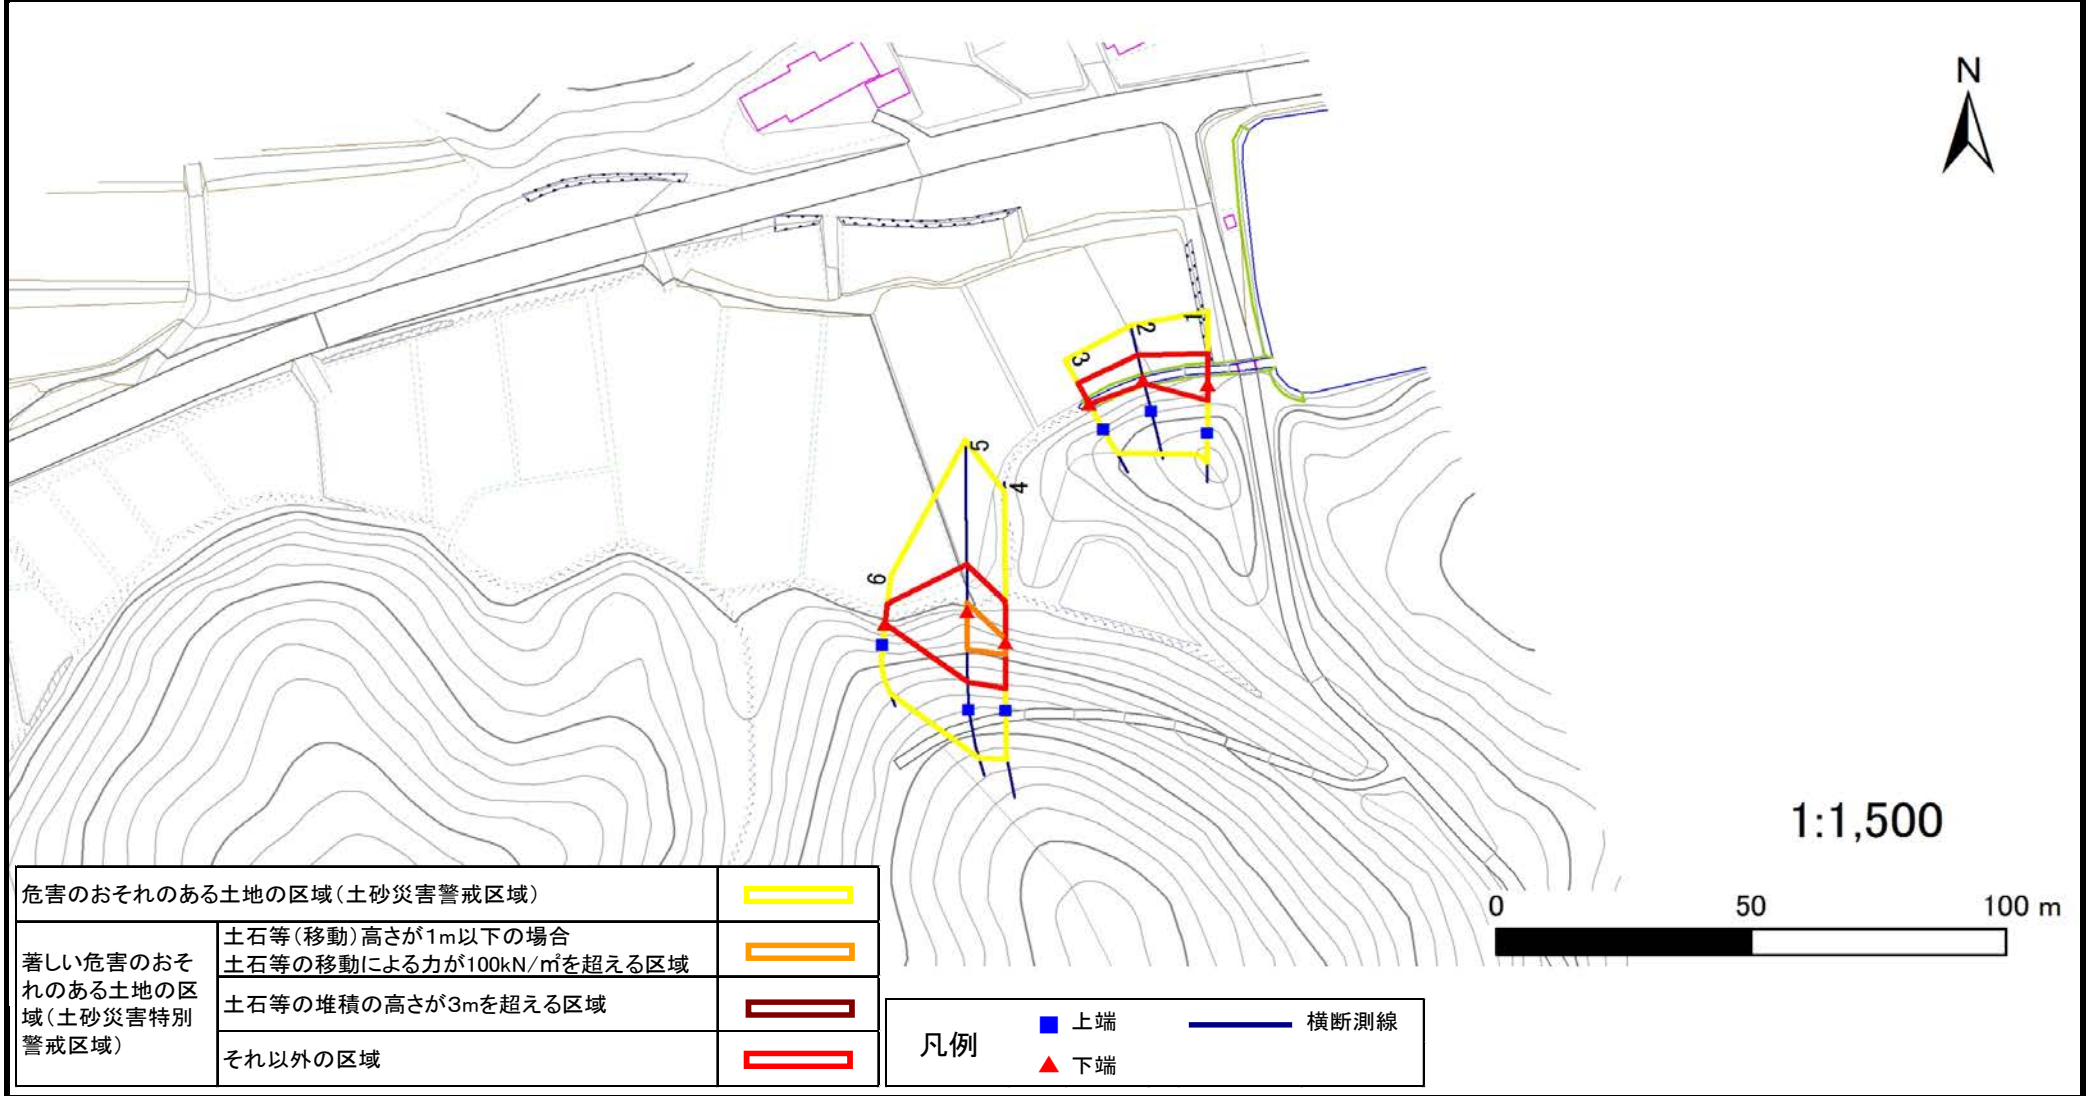 N
1
2
3
5
4
6
1:1,500
0 50 100 m
危害のおそれのある土地の区域(土砂災害警戒区域)
著しい危害のおそ
れのある土地の区
域(土砂災害特別
警戒区域)
土石等(移動)高さが1m以下の場合
土石等の移動による力が100kN/㎡を超える区域
土石等の堆積の高さが3mを超える区域
それ以外の区域
凡例
上端
横断測線
下端